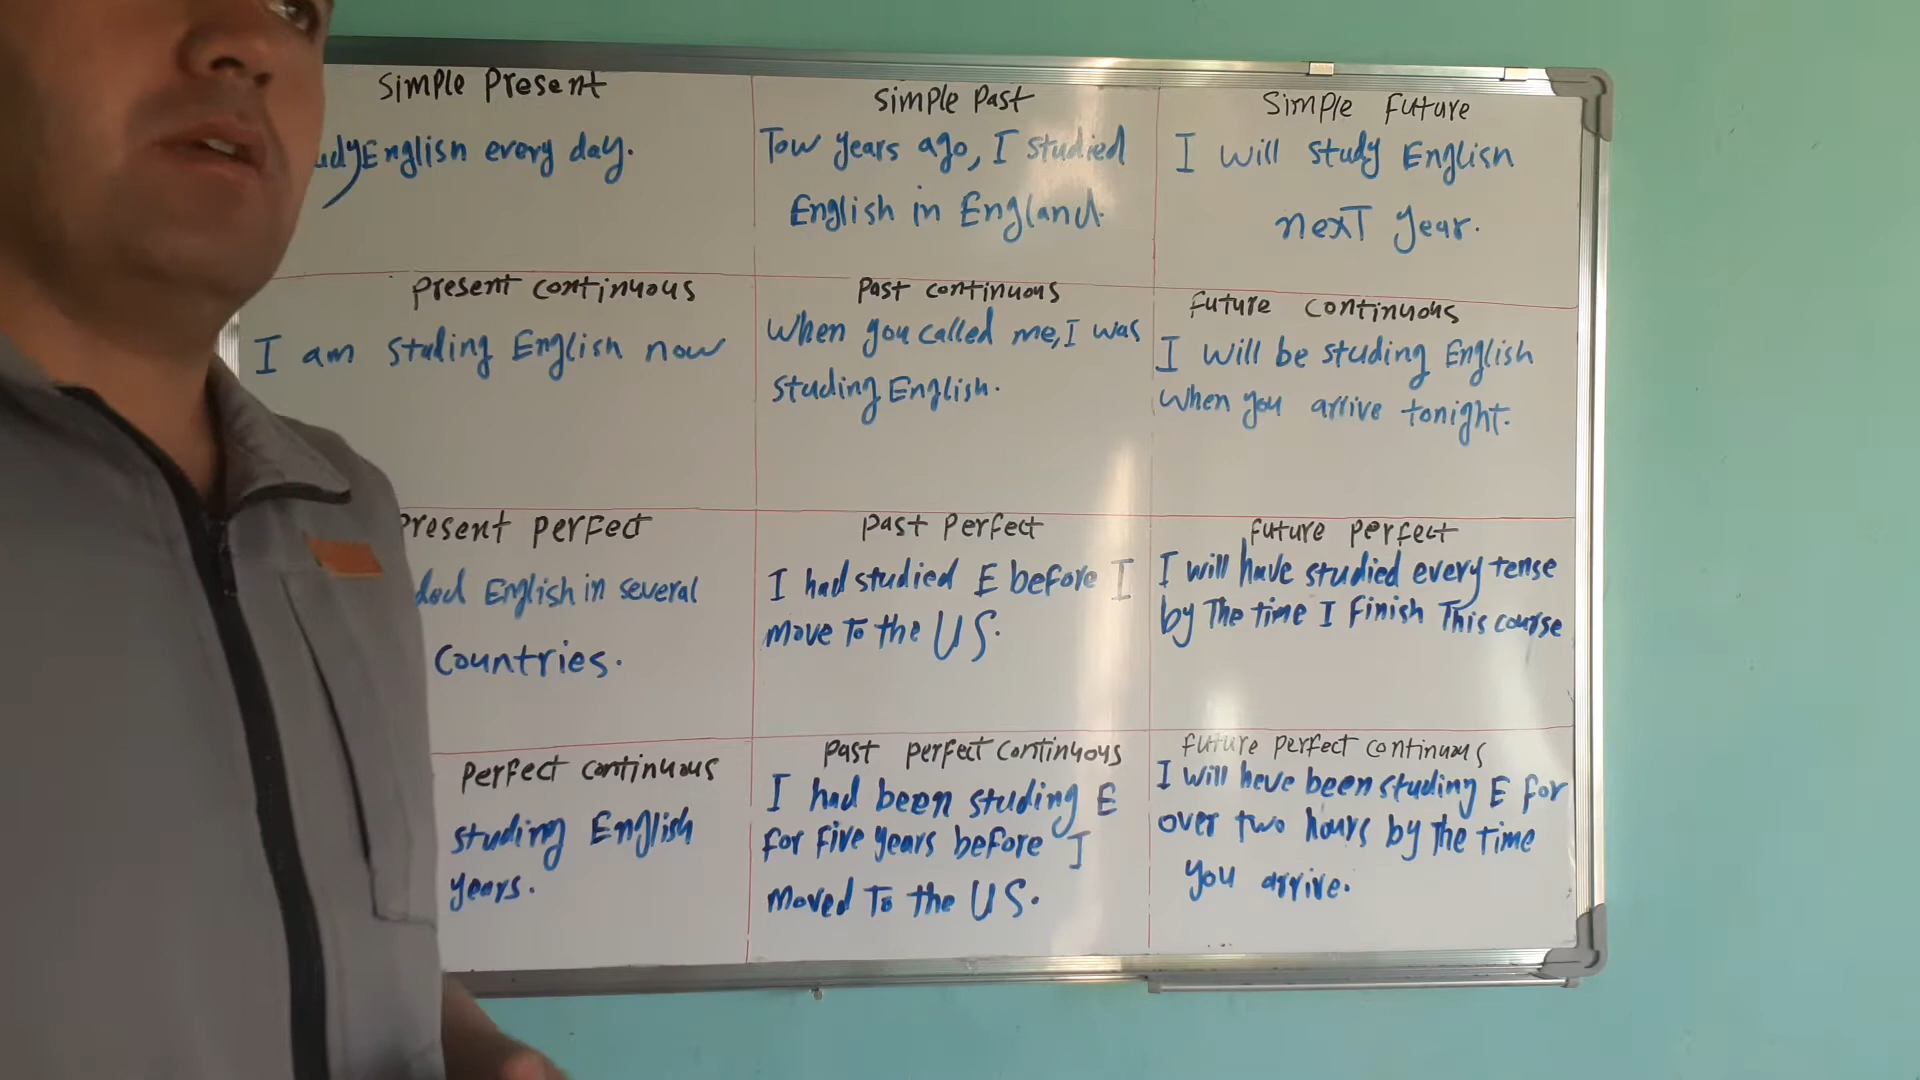 Simple Present
English every day.
Simple Past
Tow years ago, I studied
English in England.
Simple Future
I will study English
next year.
Present continuous
I am studing English now
Past continuous
When you called me, I was
studing English.
Future continuous
I will be studing English
when you arrive tonight.
Present perfect
English in several
countries.
Past perfect
I had studied E before I
move to the US.
Future perfect
I will have studied every tense
by The time I finish This course
perfect continuous
studing English
years.
Past perfect continuous
I had been studing E
for five years before I
moved To the US.
Future perfect continuous
I will heve been studing E for
over two hours by The time
you arrive.